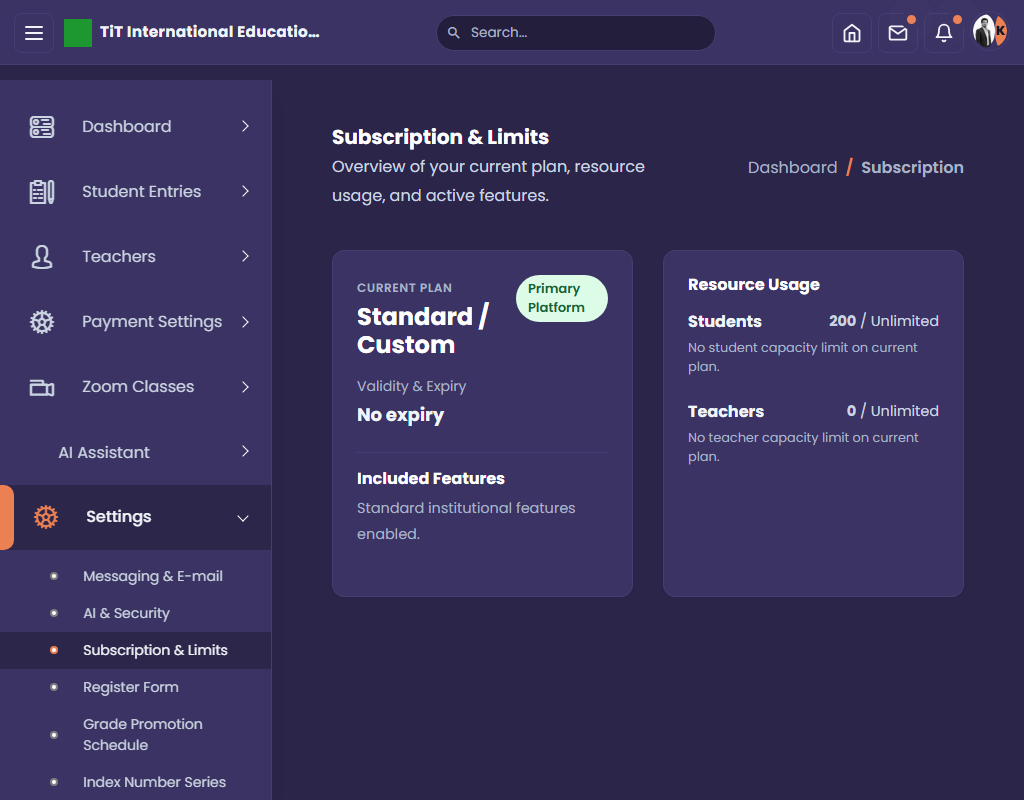 TiT International Educatio...
Search...
K
Dashboard
Student Entries
Teachers
Payment Settings
Zoom Classes
AI Assistant
Settings
Messaging & E-mail
AI & Security
Subscription & Limits
Register Form
Grade Promotion
Schedule
Index Number Series
Subscription & Limits
Overview of your current plan, resource
usage, and active features.
Dashboard / Subscription
CURRENT PLAN
Standard /
Custom
Primary
Platform
Validity & Expiry
No expiry
Included Features
Standard institutional features
enabled.
Resource Usage
Students 200 / Unlimited
No student capacity limit on current
plan.
Teachers 0 / Unlimited
No teacher capacity limit on current
plan.